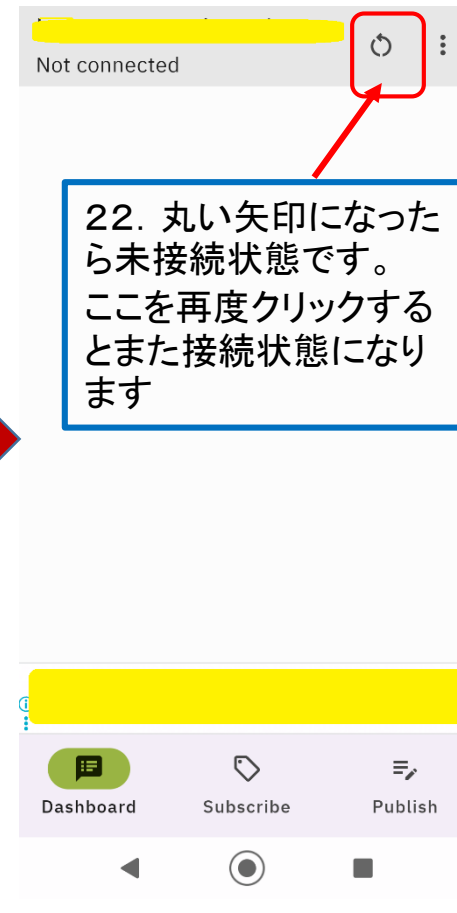 Not connected
22. 丸い矢印になった
ら未接続状態です。
ここを再度クリックする
とまた接続状態になり
ます
Dashboard
Subscribe
Publish